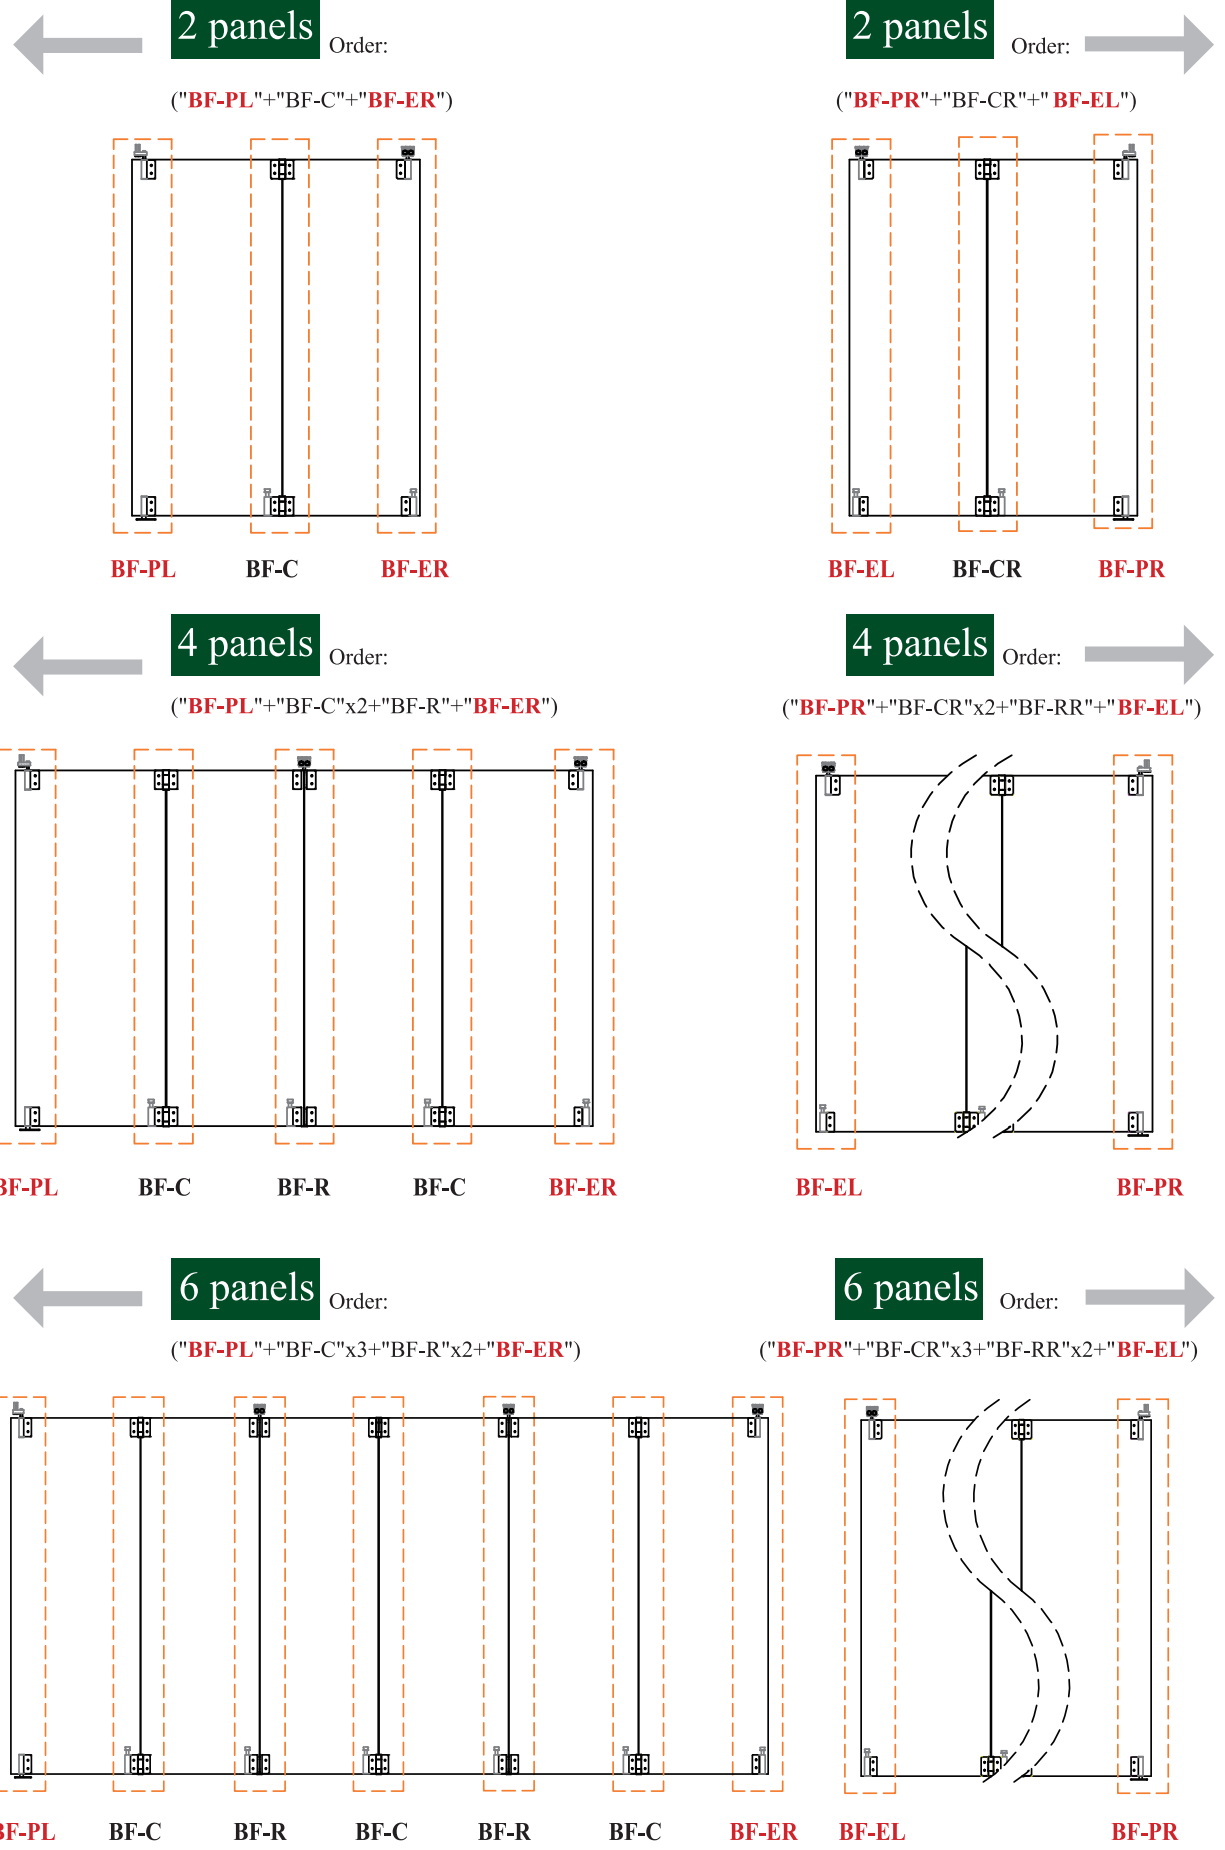 2 panels Order:
("BF-PL"+"BF-C"+"BF-ER")
BF-PL BF-C BF-ER
2 panels Order:
("BF-PR"+"BF-CR"+" BF-EL")
BF-EL BF-CR BF-PR
4 panels Order:
("BF-PL"+"BF-C"x2+"BF-R"+"BF-ER")
BF-PL BF-C BF-R BF-C BF-ER
4 panels Order:
("BF-PR"+"BF-CR"x2+"BF-RR"+"BF-EL")
BF-EL BF-PR
6 panels Order:
("BF-PL"+"BF-C"x3+"BF-R"x2+"BF-ER")
BF-PL BF-C BF-R BF-C BF-R BF-C BF-ER
6 panels Order:
("BF-PR"+"BF-CR"x3+"BF-RR"x2+"BF-EL")
BF-EL BF-PR